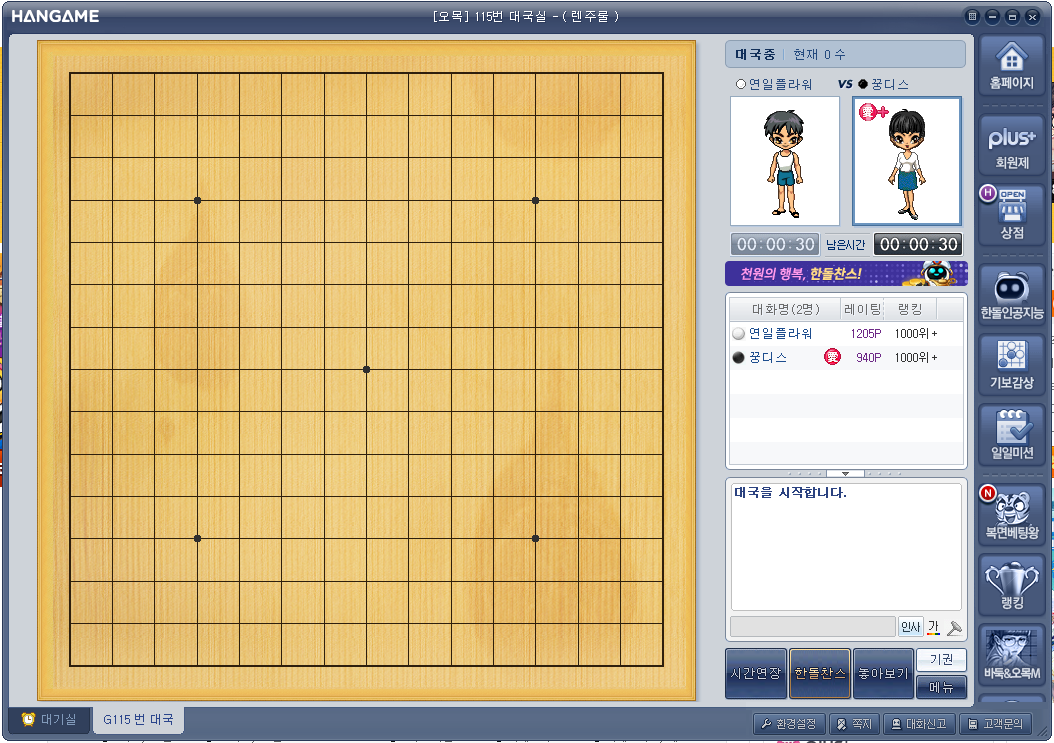 HANGAME
[오목] 115번 대국실 - ( 렌주룰 )
대국중 현재 0 수
연일플라워 VS 꿍디스
愛+
00:00:30 남은시간 00:00:30
천원의 행복, 한돌찬스!
대화명(2명) 레이팅 랭킹
연일플라워 1205P 1000위+
꿍디스 愛 940P 1000위+
대국을 시작합니다.
인사 가
시간연장 한돌찬스 놓아보기 기권
메뉴
홈페이지
plus+
회원제
H OPEN
상점
한돌인공지능
기보감상
일일미션
N
복면베팅왕
랭킹
바둑&오목M
대기실 G115 번 대국
환경설정 쪽지 대화신고 고객문의